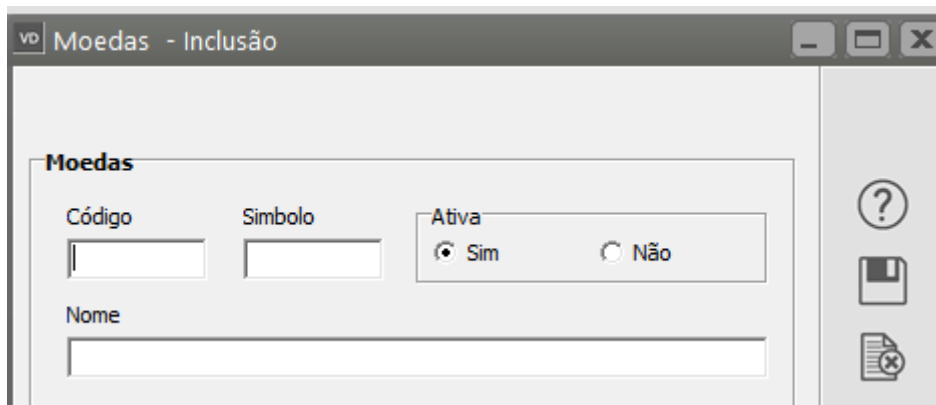 VD Moedas - Inclusão
Moedas
Código Simbolo Ativa
Sim Não
Nome